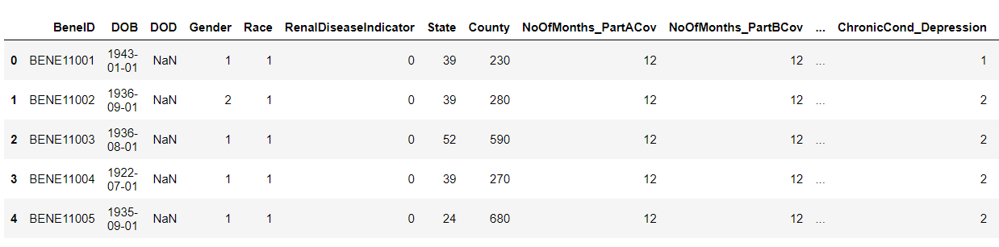 BeneID DOB DOD Gender Race RenalDiseaseIndicator State County NoOfMonths_PartACov NoOfMonths_PartBCov ... ChronicCond_Depression
0 BENE11001 1943-01-01 NaN 1 1 0 39 230 12 12 ... 1
1 BENE11002 1936-09-01 NaN 2 1 0 39 280 12 12 ... 2
2 BENE11003 1936-08-01 NaN 1 1 0 52 590 12 12 ... 2
3 BENE11004 1922-07-01 NaN 1 1 0 39 270 12 12 ... 2
4 BENE11005 1935-09-01 NaN 1 1 0 24 680 12 12 ... 2